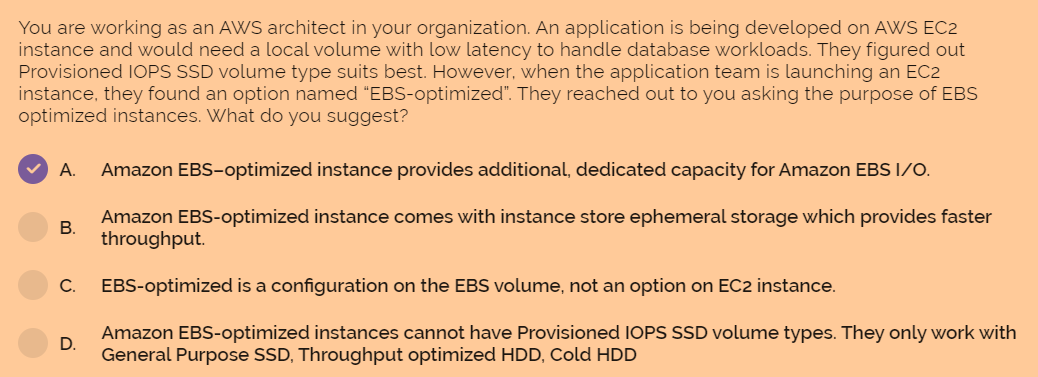 You are working as an AWS architect in your organization. An application is being developed on AWS EC2
instance and would need a local volume with low latency to handle database workloads. They figured out
Provisioned IOPS SSD volume type suits best. However, when the application team is launching an EC2
instance, they found an option named “EBS-optimized”. They reached out to you asking the purpose of EBS
optimized instances. What do you suggest?
A. Amazon EBS–optimized instance provides additional, dedicated capacity for Amazon EBS I/O.
B. Amazon EBS-optimized instance comes with instance store ephemeral storage which provides faster
throughput.
C. EBS-optimized is a configuration on the EBS volume, not an option on EC2 instance.
D. Amazon EBS-optimized instances cannot have Provisioned IOPS SSD volume types. They only work with
General Purpose SSD, Throughput optimized HDD, Cold HDD